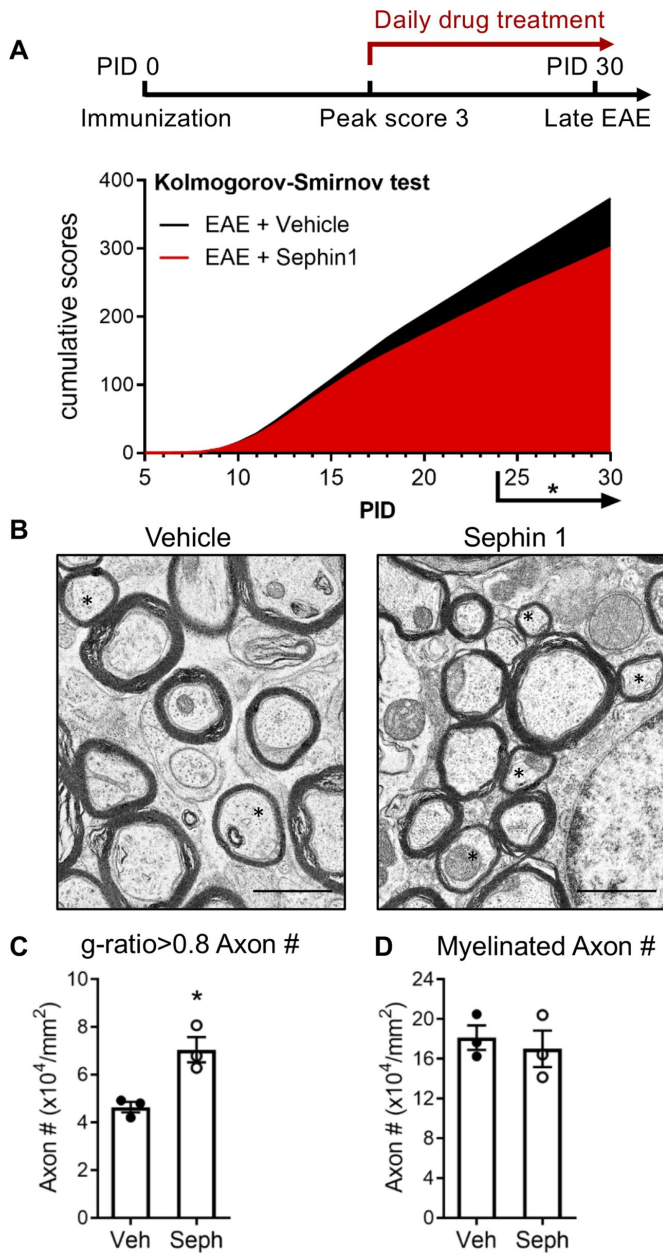 A
Daily drug treatment
PID 0
PID 30
Immunization
Peak score 3
Late EAE
Kolmogorov-Smirnov test
EAE + Vehicle
EAE + Sephin1
cumulative scores
400
300
200
100
0
5
10
15
20
25
30
*
PID
B
Vehicle
Sephin 1
*
*
*
*
*
*
C
g-ratio>0.8 Axon #
Axon # (x10⁴/mm²)
10
8
6
4
2
0
*
Veh
Seph
D
Myelinated Axon #
Axon # (x10⁴/mm²)
24
20
16
12
8
4
0
Veh
Seph